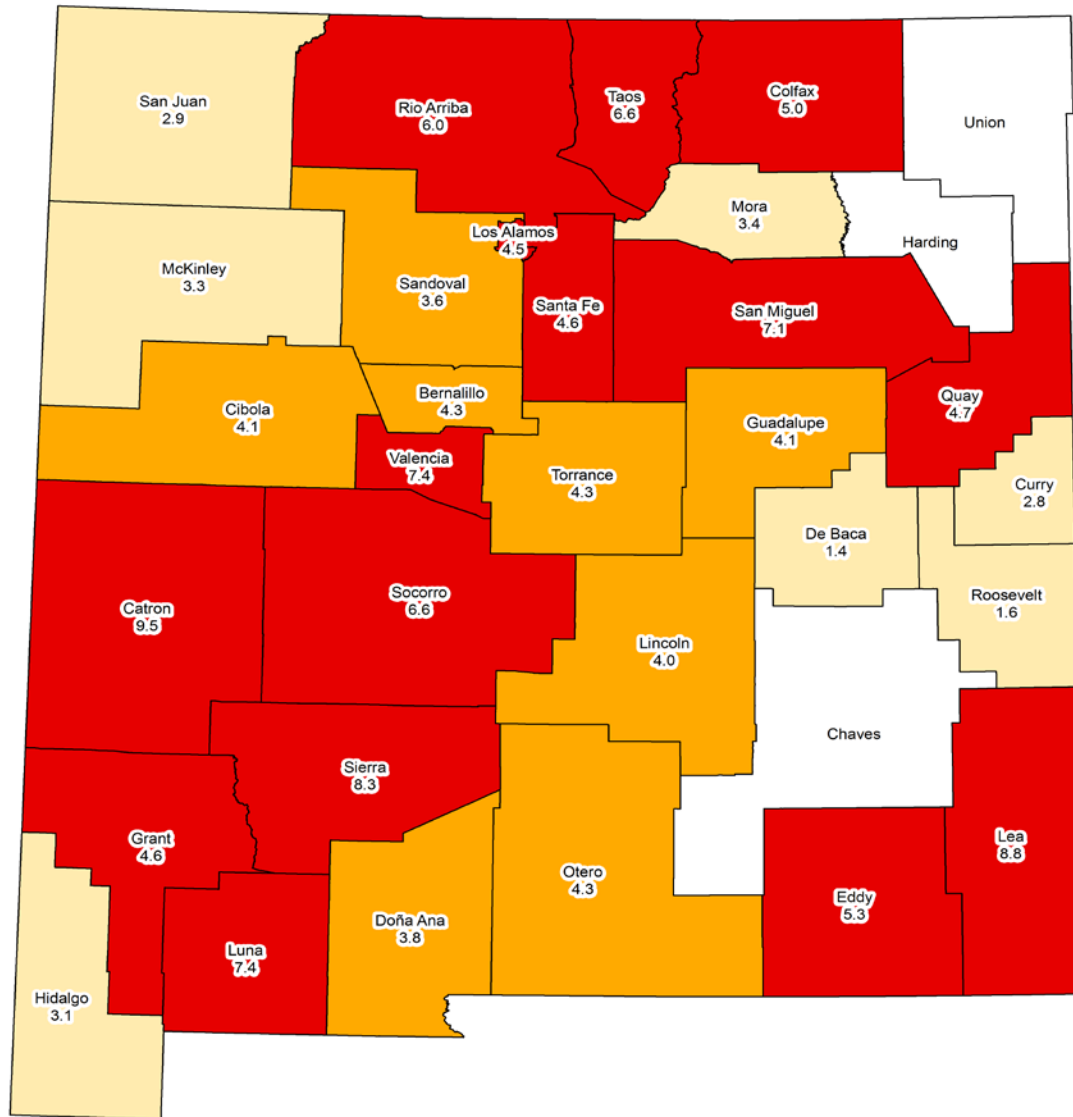 San Juan
2.9
Rio Arriba
6.0
Taos
6.6
Colfax
5.0
Union
Mora
3.4
Los Alamos
4.5
Harding
McKinley
3.3
Sandoval
3.6
Santa Fe
4.6
San Miguel
7.1
Bernalillo
4.3
Quay
4.7
Cibola
4.1
Guadalupe
4.1
Valencia
7.4
Torrance
4.3
Curry
2.8
De Baca
1.4
Socorro
6.6
Roosevelt
1.6
Catron
9.5
Lincoln
4.0
Chaves
Sierra
8.3
Grant
4.6
Lea
8.8
Otero
4.3
Eddy
5.3
Doña Ana
3.8
Luna
7.4
Hidalgo
3.1